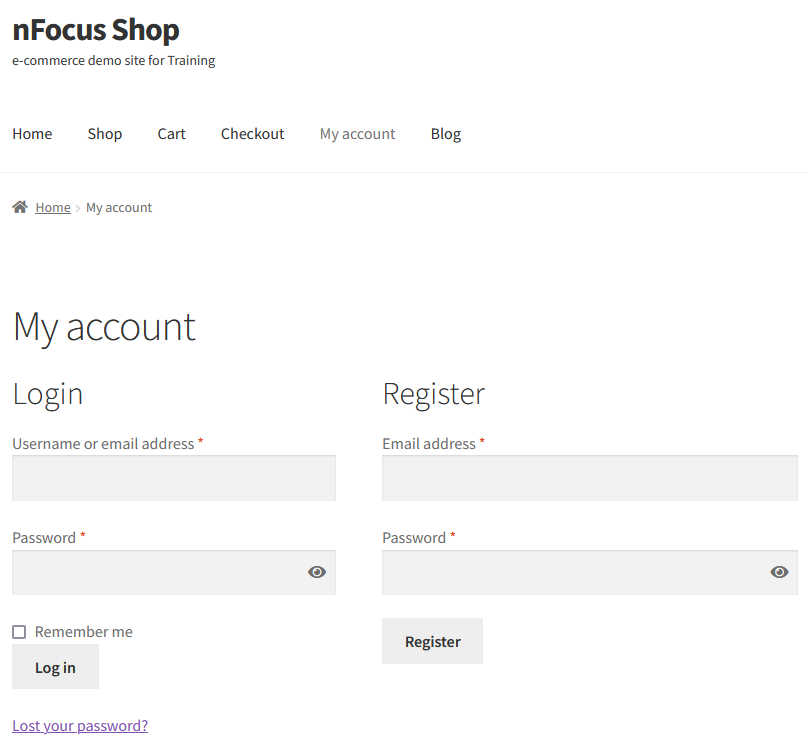 nFocus Shop
e-commerce demo site for Training
Home Shop Cart Checkout My account Blog
Home › My account
My account
Login
Username or email address *
Password *
Remember me
Log in
Lost your password?
Register
Email address *
Password *
Register